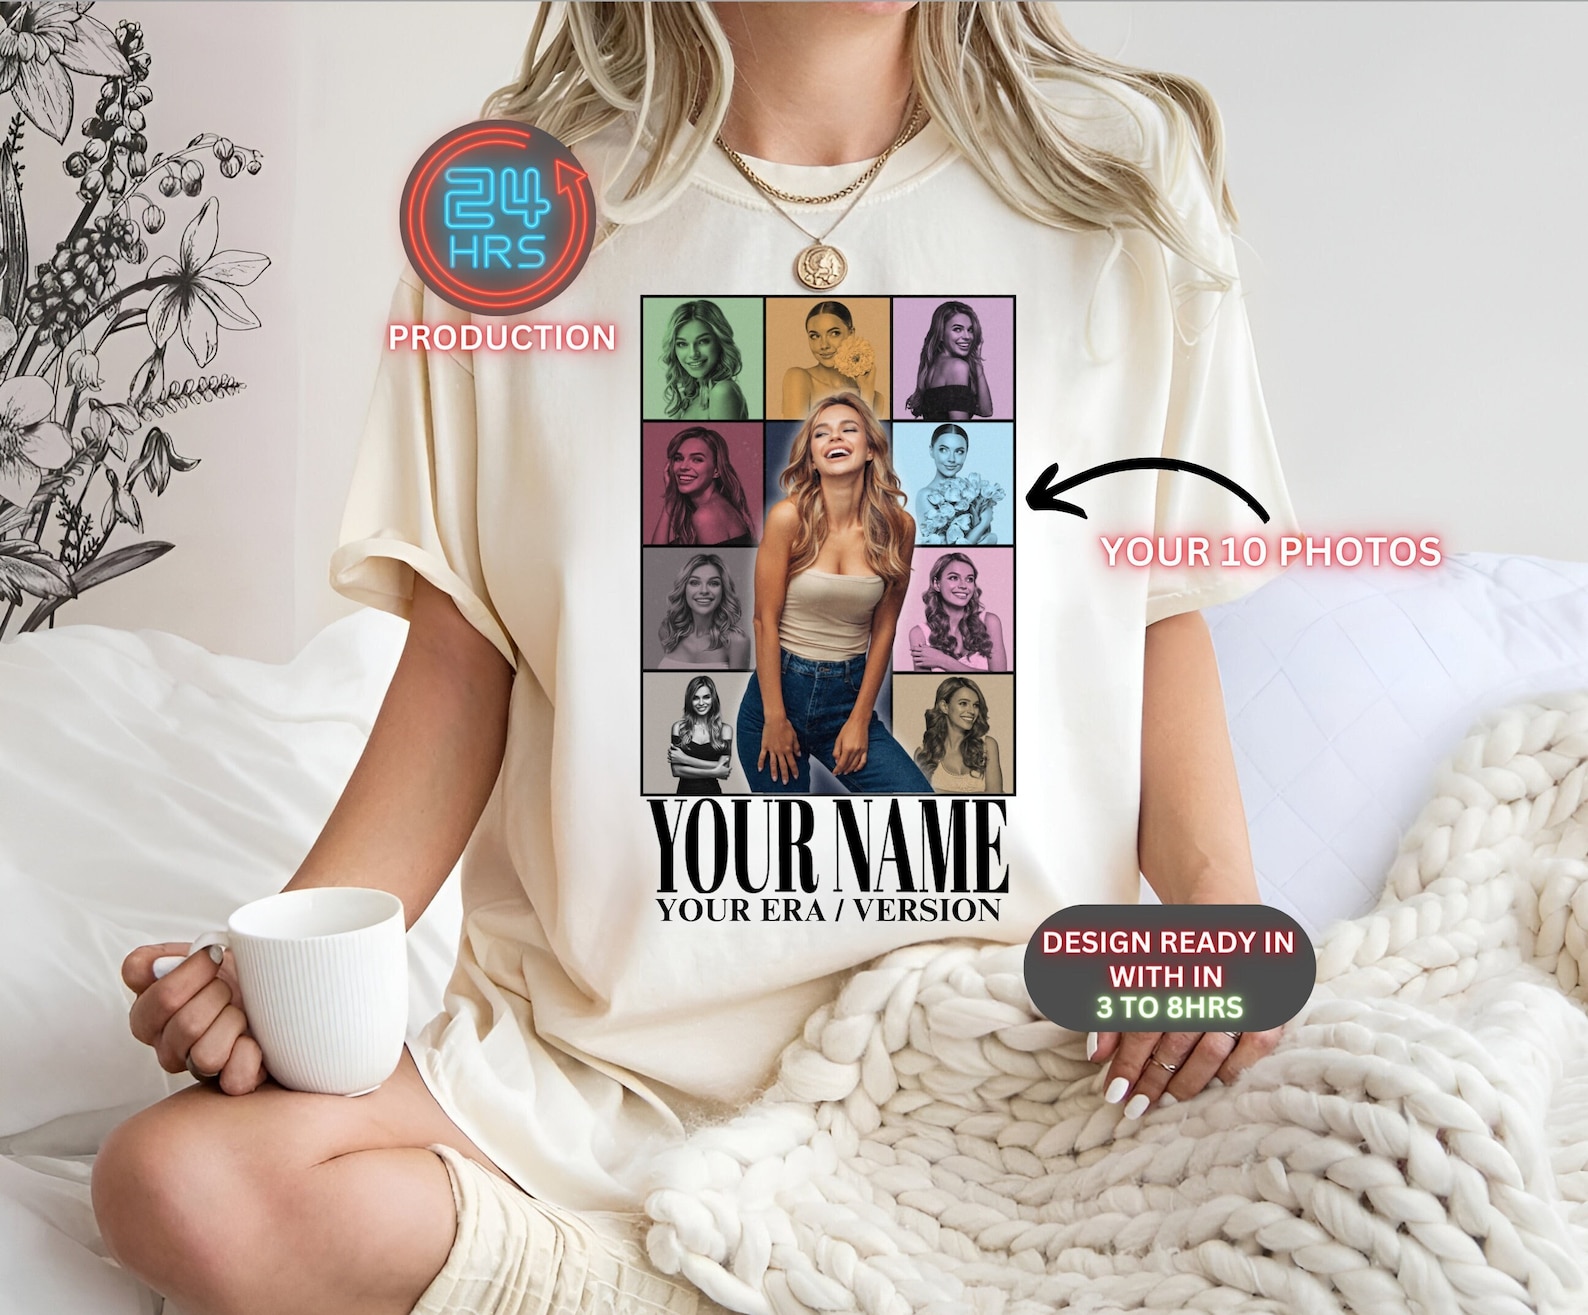 24
HRS
PRODUCTION
YOUR 10 PHOTOS
YOUR NAME
YOUR ERA / VERSION
DESIGN READY IN
WITH IN
3 TO 8HRS